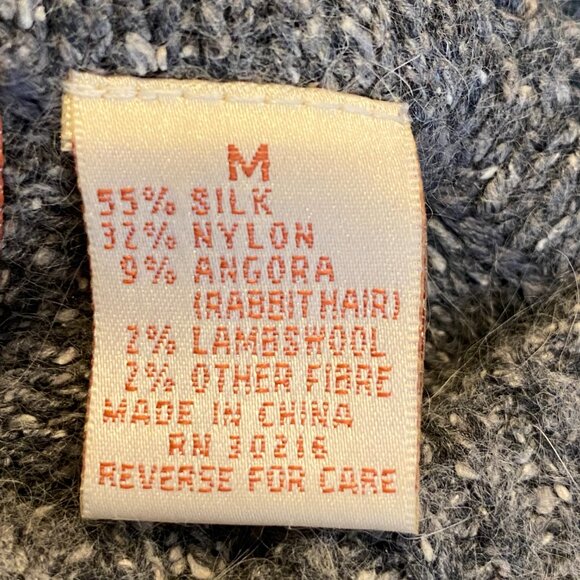 M
55% SILK
32% NYLON
9% ANGORA
(RABBIT HAIR)
2% LAMBSWOOL
2% OTHER FIBRE
MADE IN CHINA
RN 30216
REVERSE FOR CARE